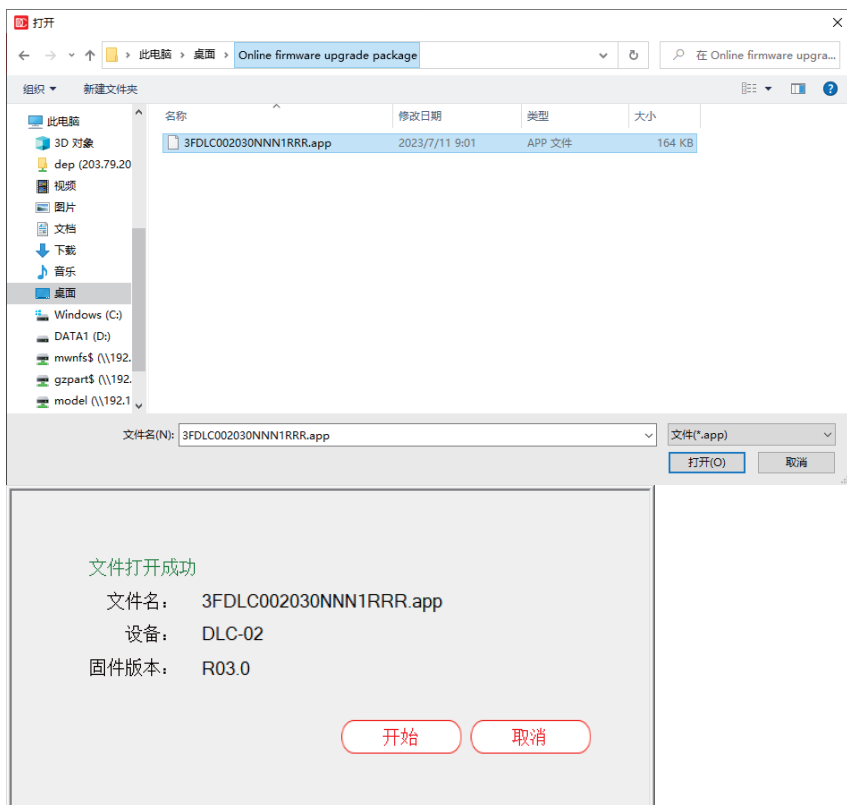 打开
此电脑 › 桌面 › Online firmware upgrade package
在 Online firmware upgra...
组织
新建文件夹
名称 修改日期 类型 大小
3FDLC002030NNN1RRR.app 2023/7/11 9:01 APP 文件 164 KB
此电脑
3D 对象
dep (203.79.20
视频
图片
文档
下载
音乐
桌面
Windows (C:)
DATA1 (D:)
mwnfs$ (\\192.
gzpart$ (\\192.
model (\\192.1
文件名(N): 3FDLC002030NNN1RRR.app 文件(*.app)
打开(O) 取消
文件打开成功
文件名： 3FDLC002030NNN1RRR.app
设备： DLC-02
固件版本： R03.0
开始 取消